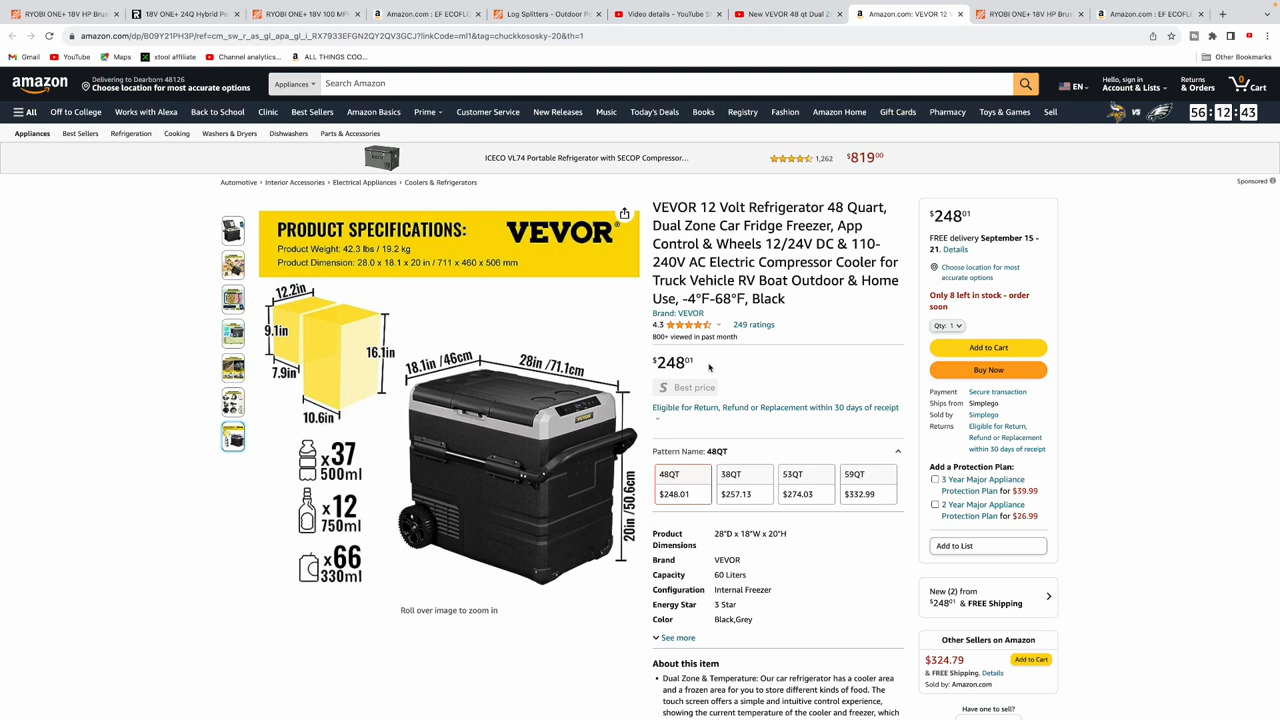 RYOBI ONE+ 18V HP Brus
18V ONE+ 24Q Hybrid Po
RYOBI ONE+ 18V 100 MPH
Amazon.com : EF ECOFLO
Log Splitters - Outdoor P
Video details - YouTube S
New VEVOR 48 qt Dual Z
Amazon.com: VEVOR 12 V
RYOBI ONE+ 18V HP Brus
Amazon.com : EF ECOFLO
amazon.com/dp/B09Y21PH3P/ref=cm_sw_r_as_gl_apa_gl_i_RX7933EFGN2QY2QV3GCJ?linkCode=ml1&tag=chuckkososky-20&th=1
Gmail
YouTube
Maps
xtool affiliate
Channel analytics...
ALL THINGS COO...
Other Bookmarks
amazon
Delivering to Dearborn 48126
Choose location for most accurate options
Appliances
Search Amazon
EN
Hello, sign in
Account & Lists
Returns
& Orders
0
Cart
All
Off to College
Works with Alexa
Back to School
Clinic
Best Sellers
Amazon Basics
Prime
Customer Service
New Releases
Music
Today's Deals
Books
Registry
Fashion
Amazon Home
Gift Cards
Pharmacy
Toys & Games
Sell
VS
56 : 12 : 43
Appliances
Best Sellers
Refrigeration
Cooking
Washers & Dryers
Dishwashers
Parts & Accessories
ICECO VL74 Portable Refrigerator with SECOP Compressor...
1,262
$81900
Sponsored
Automotive › Interior Accessories › Electrical Appliances › Coolers & Refrigerators
PRODUCT SPECIFICATIONS:
Product Weight: 42.3 lbs / 19.2 kg
Product Dimension: 28.0 x 18.1 x 20 in / 711 x 460 x 506 mm
VEVOR®
12.2in
9.1in
7.9in
16.1in
10.6in
18.1in/46cm
28in/71.1cm
20in/50.6cm
VEVOR
x37
500ml
x12
750ml
x66
330ml
Roll over image to zoom in
VEVOR 12 Volt Refrigerator 48 Quart,
Dual Zone Car Fridge Freezer, App
Control & Wheels 12/24V DC & 110-
240V AC Electric Compressor Cooler for
Truck Vehicle RV Boat Outdoor & Home
Use, -4°F-68°F, Black
Brand: VEVOR
4.3
249 ratings
800+ viewed in past month
$24801
S Best price
Eligible for Return, Refund or Replacement within 30 days of receipt
Pattern Name: 48QT
48QT
$248.01
38QT
$257.13
53QT
$274.03
59QT
$332.99
Product Dimensions
28"D x 18"W x 20"H
Brand
VEVOR
Capacity
60 Liters
Configuration
Internal Freezer
Energy Star
3 Star
Color
Black,Grey
See more
About this item
• Dual Zone & Temperature: Our car refrigerator has a cooler area
and a frozen area for you to store different kinds of food. The
touch screen offers a simple and intuitive control experience,
showing the current temperature of the cooler and freezer, which
$24801
FREE delivery September 15 -
21. Details
Choose location for most
accurate options
Only 8 left in stock - order
soon
Qty: 1
Add to Cart
Buy Now
Payment
Secure transaction
Ships from
Simplego
Sold by
Simplego
Returns
Eligible for Return,
Refund or Replacement
within 30 days of receipt
Add a Protection Plan:
3 Year Major Appliance
Protection Plan for $39.99
2 Year Major Appliance
Protection Plan for $26.99
Add to List
New (2) from
$24801 & FREE Shipping
Other Sellers on Amazon
$324.79
Add to Cart
& FREE Shipping. Details
Sold by: Amazon.com
Have one to sell?